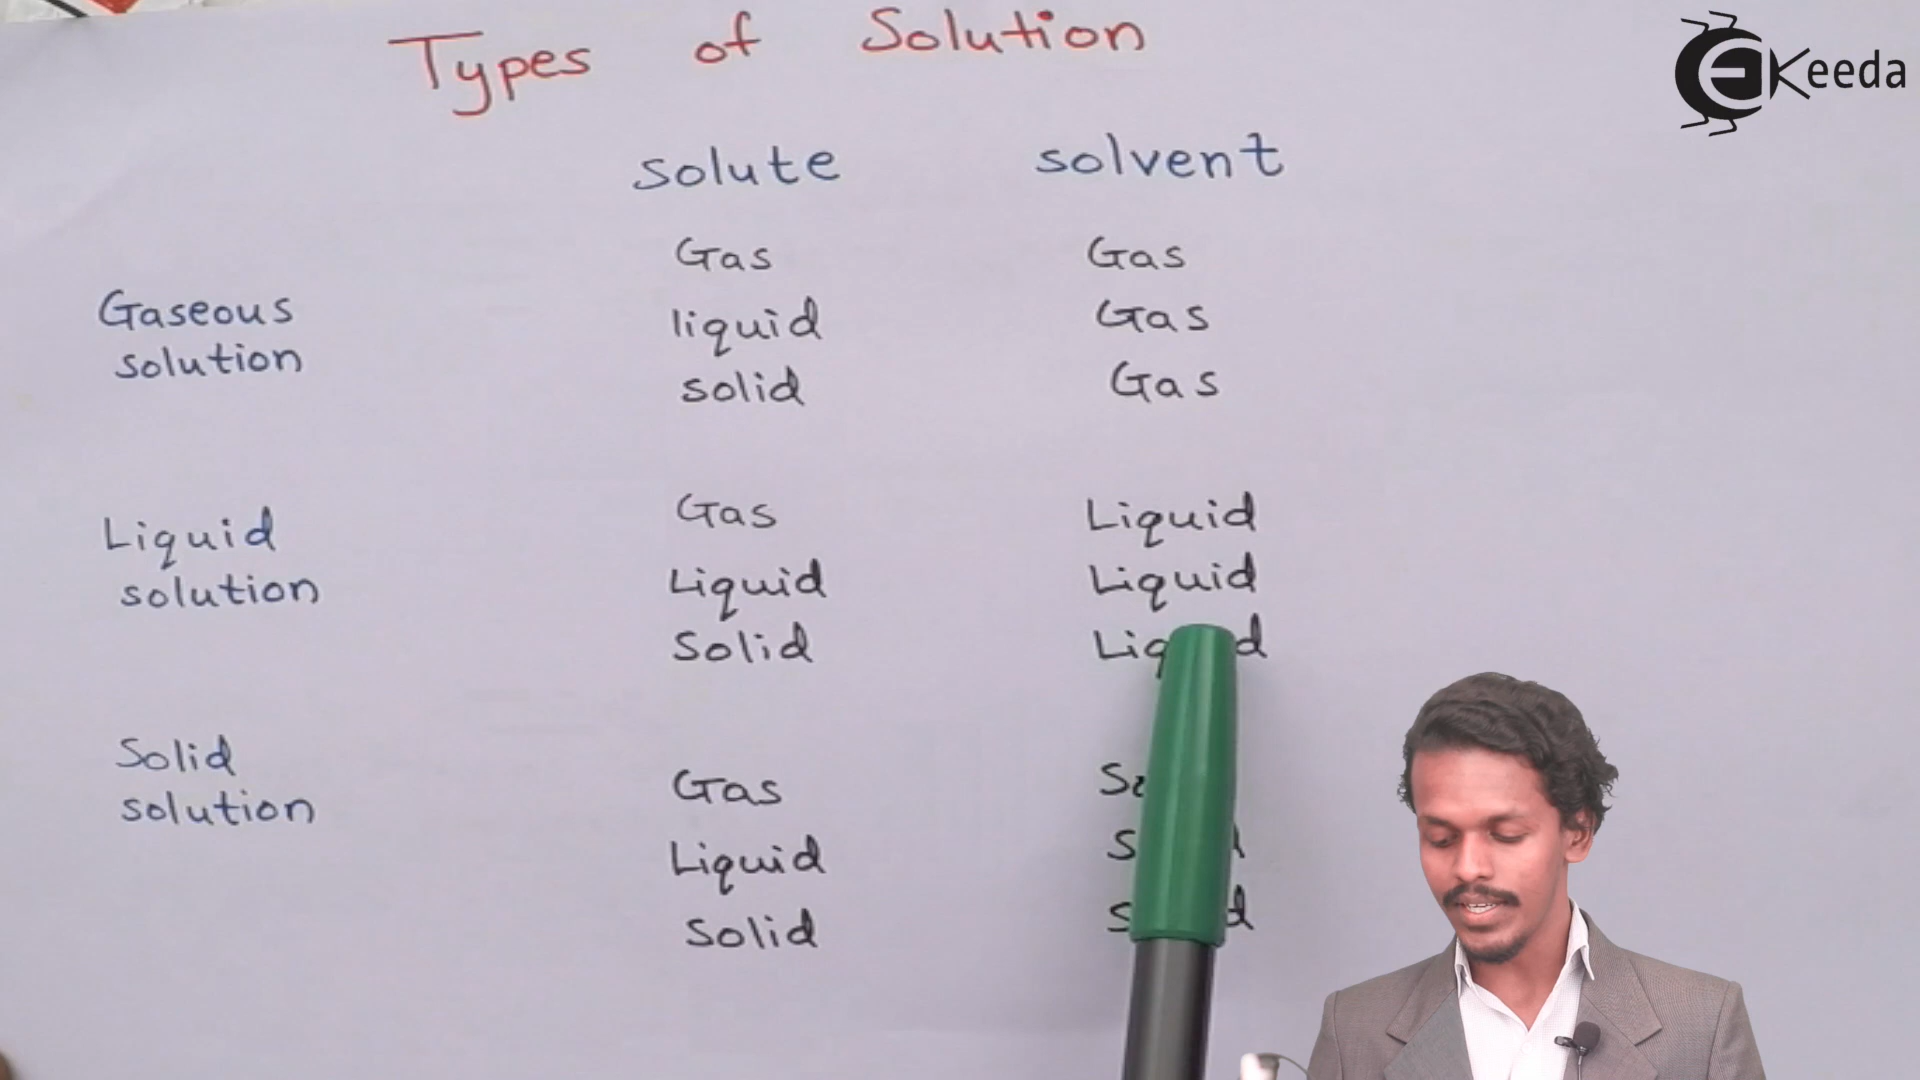 Types of Solution
EKeeda
solute solvent
Gas Gas
Gaseous
solution
liquid Gas
solid Gas
Gas Liquid
Liquid
solution
Liquid Liquid
Solid
Solid
solution
Gas
Liquid
Solid